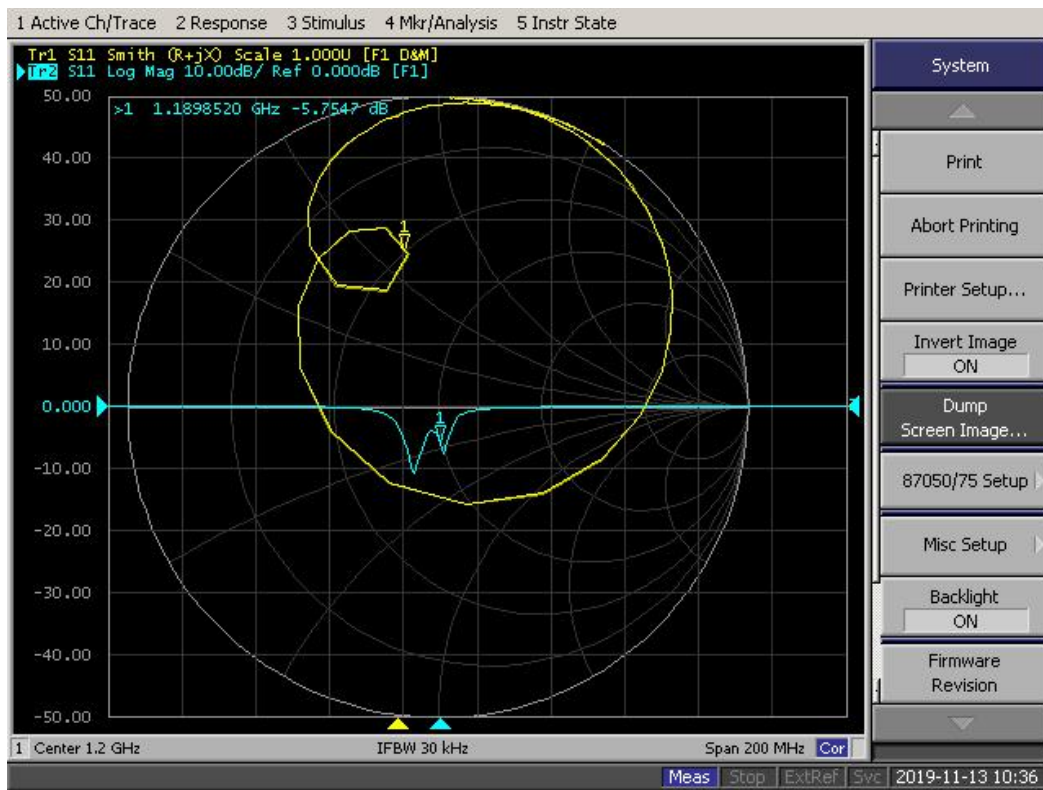 1 Active Ch/Trace 2 Response 3 Stimulus 4 Mkr/Analysis 5 Instr State
Tr1 S11 Smith (R+jX) Scale 1.000U [F1 D&M]
Tr2 S11 Log Mag 10.00dB/ Ref 0.000dB [F1]
>1 1.1898520 GHz -5.7547 dB
50.00
40.00
30.00
20.00
10.00
0.000
-10.00
-20.00
-30.00
-40.00
-50.00
1
1
1 Center 1.2 GHz IFBW 30 kHz Span 200 MHz Cor
System
Print
Abort Printing
Printer Setup...
Invert Image
ON
Dump
Screen Image...
87050/75 Setup
Misc Setup
Backlight
ON
Firmware
Revision
Meas Stop ExtRef Svc 2019-11-13 10:36